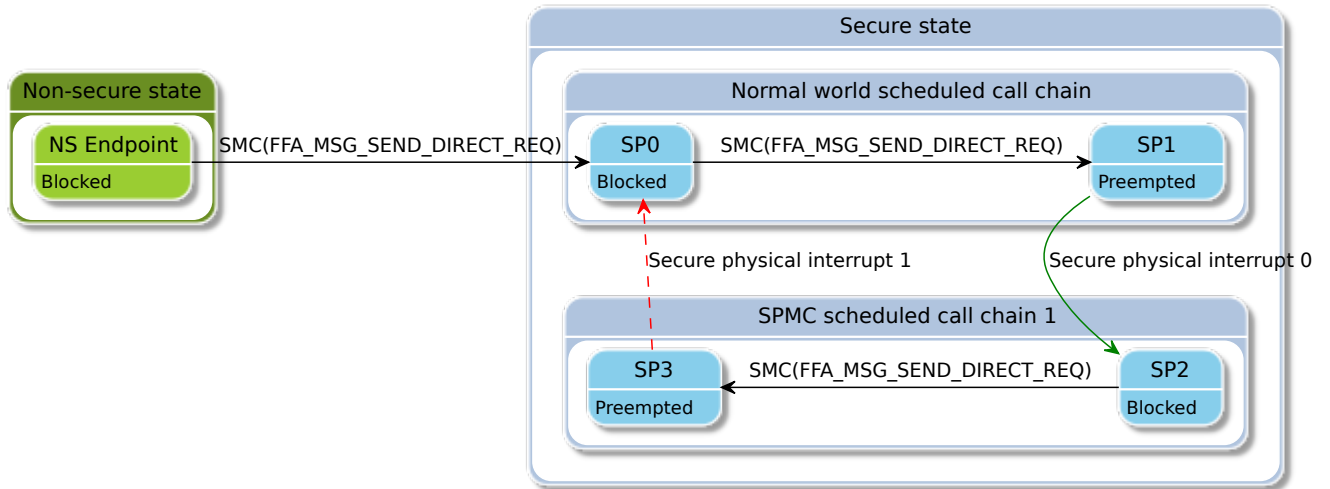 Secure state
Non-secure state
Normal world scheduled call chain
NS Endpoint
Blocked
SMC(FFA_MSG_SEND_DIRECT_REQ)
SP0
Blocked
SMC(FFA_MSG_SEND_DIRECT_REQ)
SP1
Preempted
Secure physical interrupt 1
Secure physical interrupt 0
SPMC scheduled call chain 1
SP3
Preempted
SMC(FFA_MSG_SEND_DIRECT_REQ)
SP2
Blocked